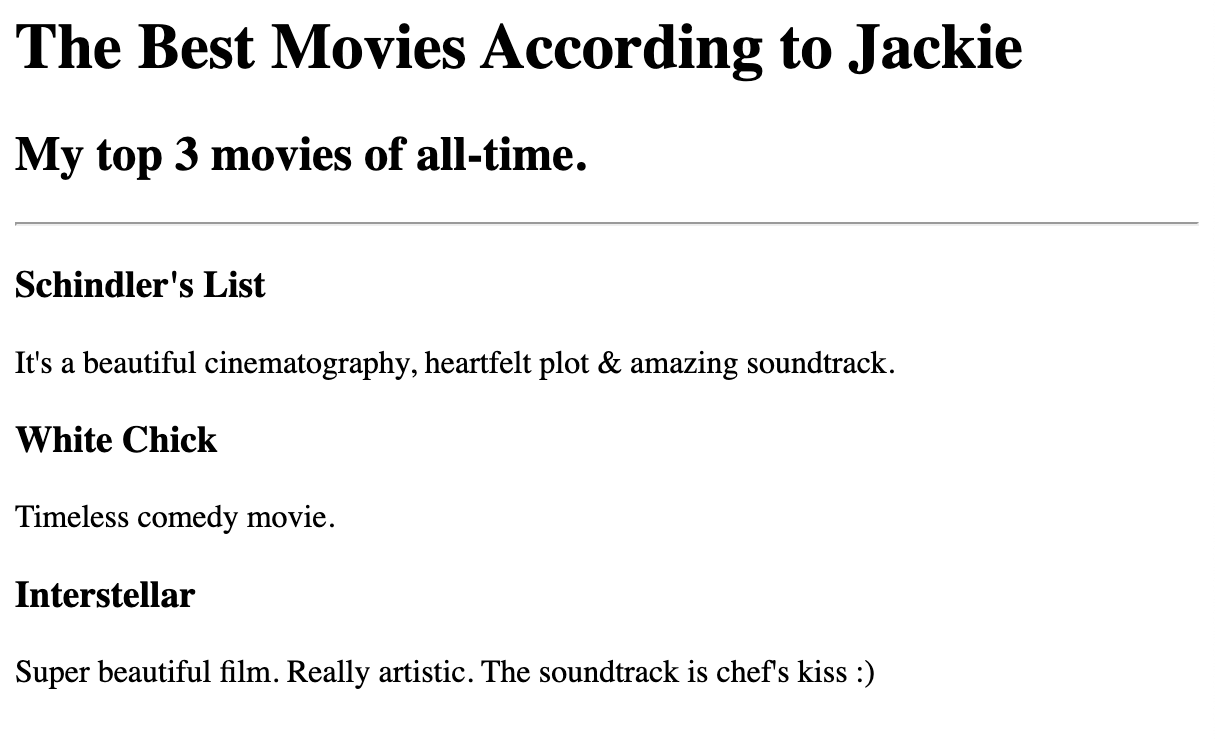 The Best Movies According to Jackie
My top 3 movies of all-time.
Schindler's List
It's a beautiful cinematography, heartfelt plot & amazing soundtrack.
White Chick
Timeless comedy movie.
Interstellar
Super beautiful film. Really artistic. The soundtrack is chef's kiss :)